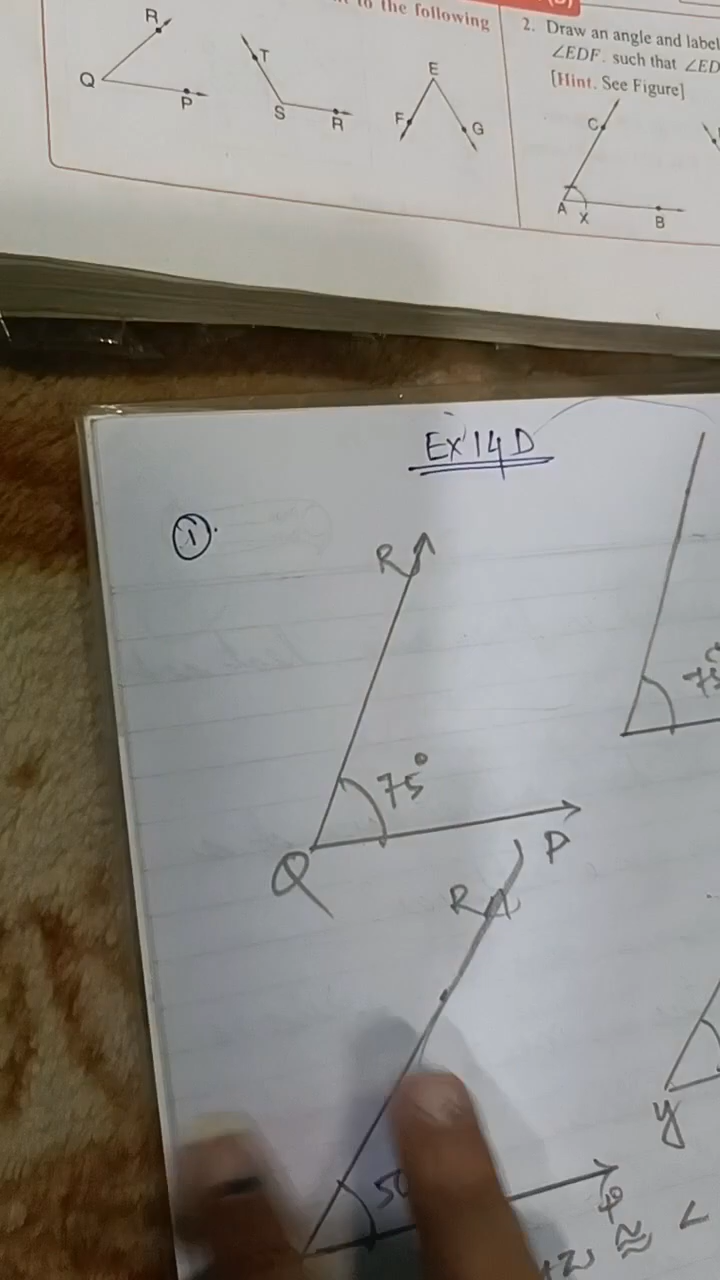 to the following
2. Draw an angle and label
∠EDF. such that ∠ED
[Hint. See Figure]
R
Q
P
T
S
R
E
F
G
C
A
X
B
Ex 14 D
1.
R
75°
Q
P
R
50
P
y
≅ ∠